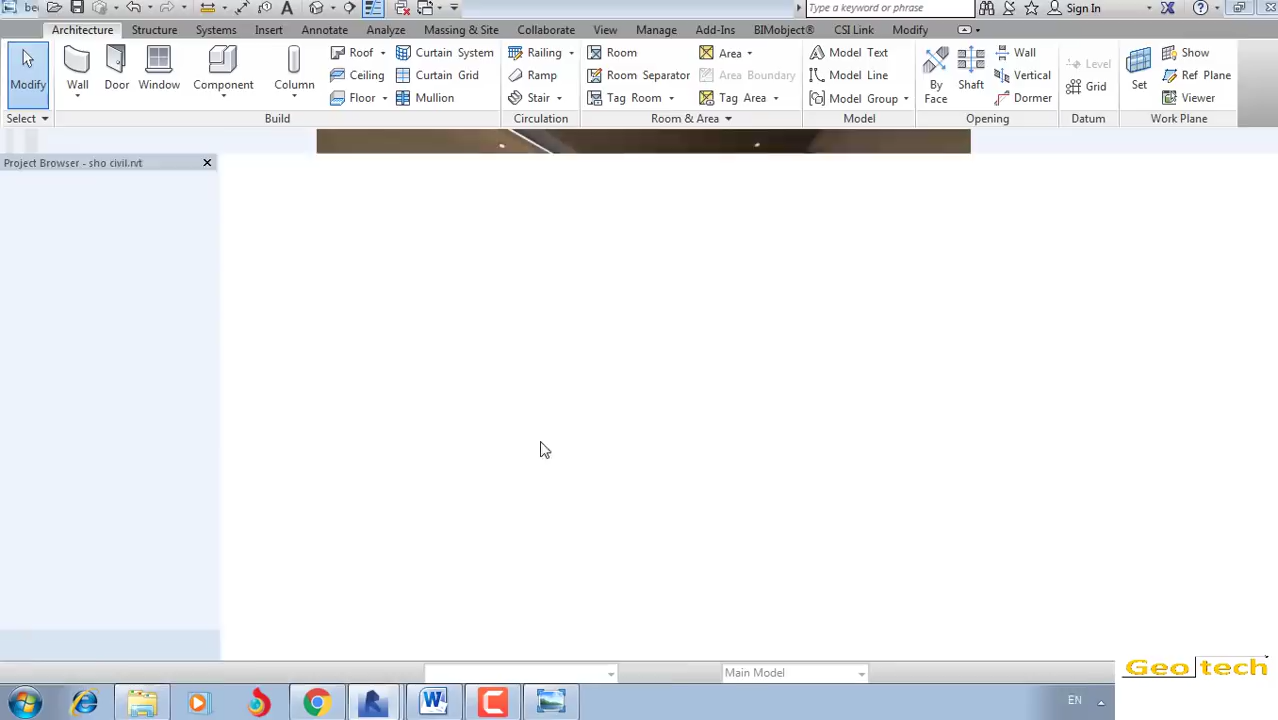 bee
Type a keyword or phrase
Sign In
Architecture Structure Systems Insert Annotate Analyze Massing & Site Collaborate View Manage Add-Ins BIMobject® CSI Link Modify
Modify
Wall
Door
Window
Component
Column
Roof
Ceiling
Floor
Curtain System
Curtain Grid
Mullion
Railing
Ramp
Stair
Room
Room Separator
Tag Room
Area
Area Boundary
Tag Area
Model Text
Model Line
Model Group
By
Face
Shaft
Wall
Vertical
Dormer
Level
Grid
Set
Show
Ref Plane
Viewer
Select Build Circulation Room & Area Model Opening Datum Work Plane
Project Browser - sho civil.rvt
Main Model
Geo tech
EN